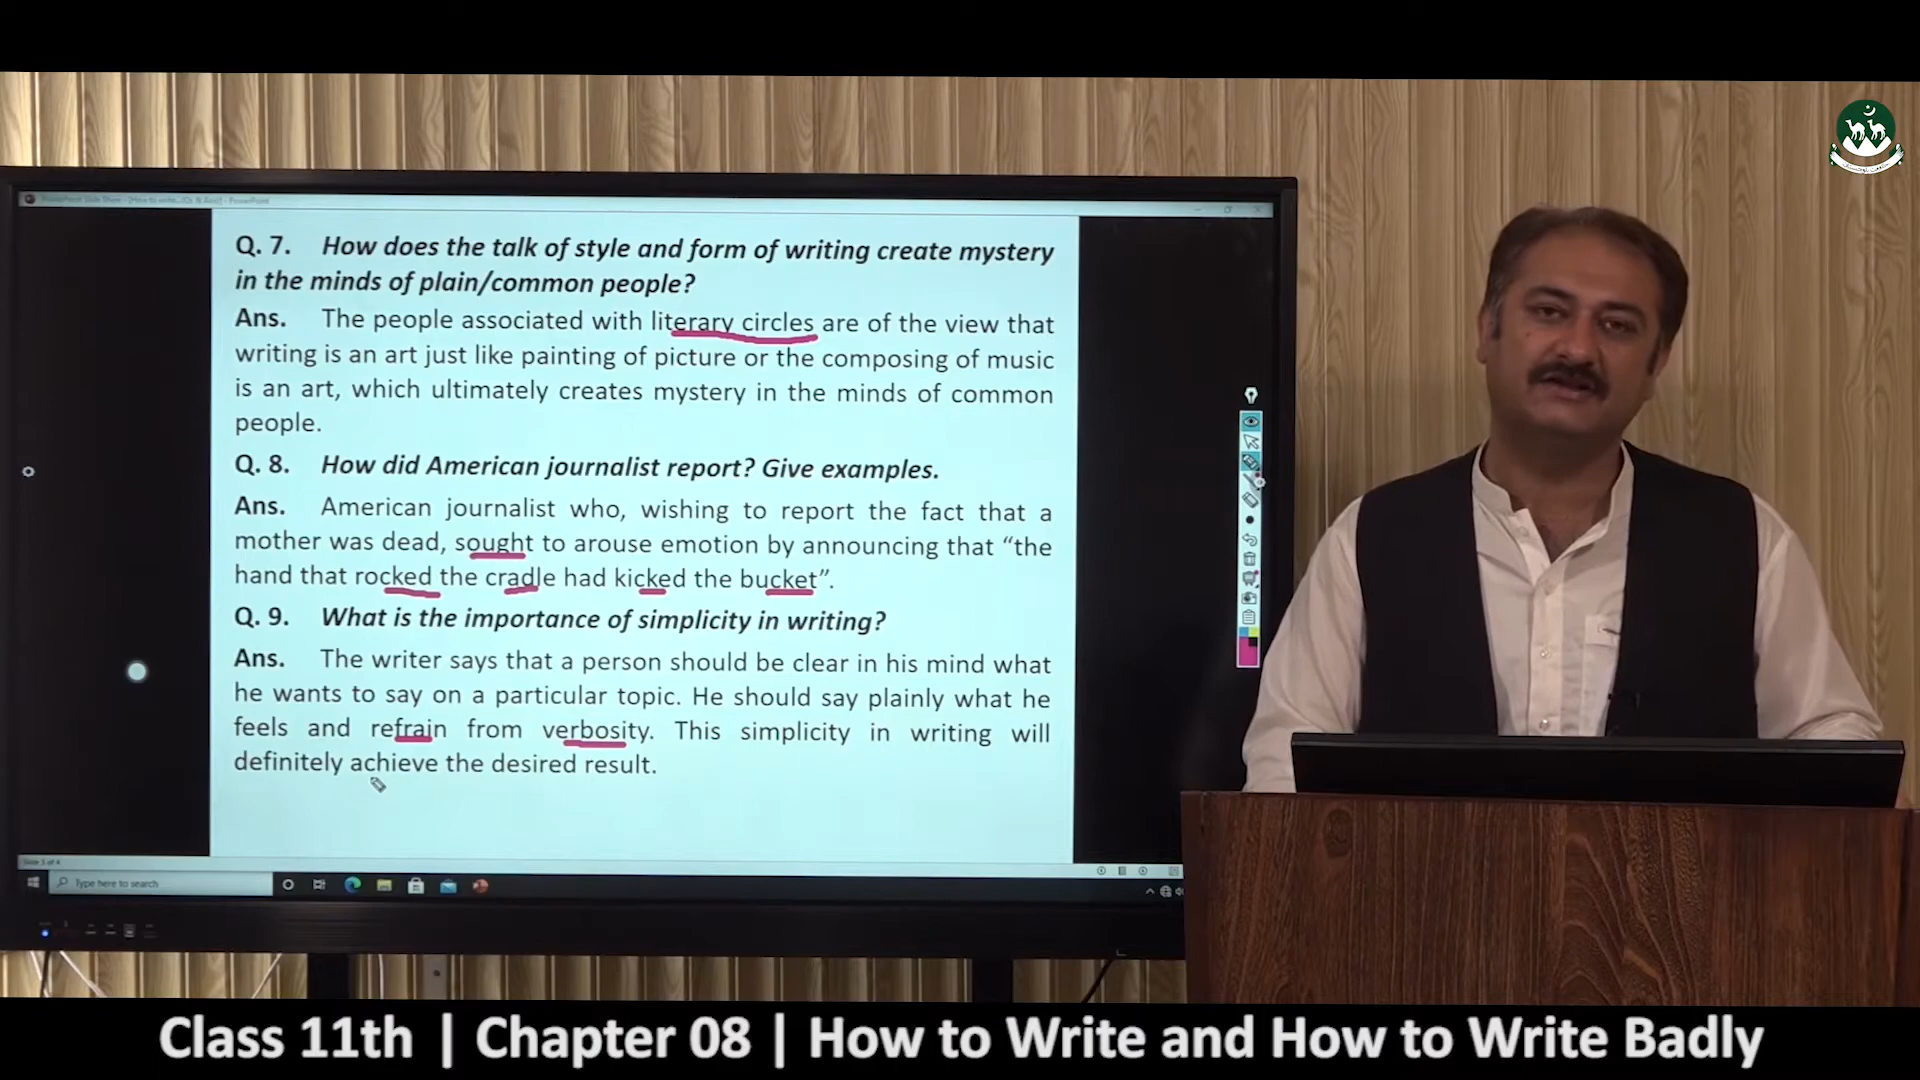 Q. 7. How does the talk of style and form of writing create mystery
in the minds of plain/common people?
Ans. The people associated with literary circles are of the view that
writing is an art just like painting of picture or the composing of music
is an art, which ultimately creates mystery in the minds of common
people.
Q. 8. How did American journalist report? Give examples.
Ans. American journalist who, wishing to report the fact that a
mother was dead, sought to arouse emotion by announcing that “the
hand that rocked the cradle had kicked the bucket”.
Q. 9. What is the importance of simplicity in writing?
Ans. The writer says that a person should be clear in his mind what
he wants to say on a particular topic. He should say plainly what he
feels and refrain from verbosity. This simplicity in writing will
definitely achieve the desired result.
Slide 3 of 4
Type here to search
Class 11th | Chapter 08 | How to Write and How to Write Badly